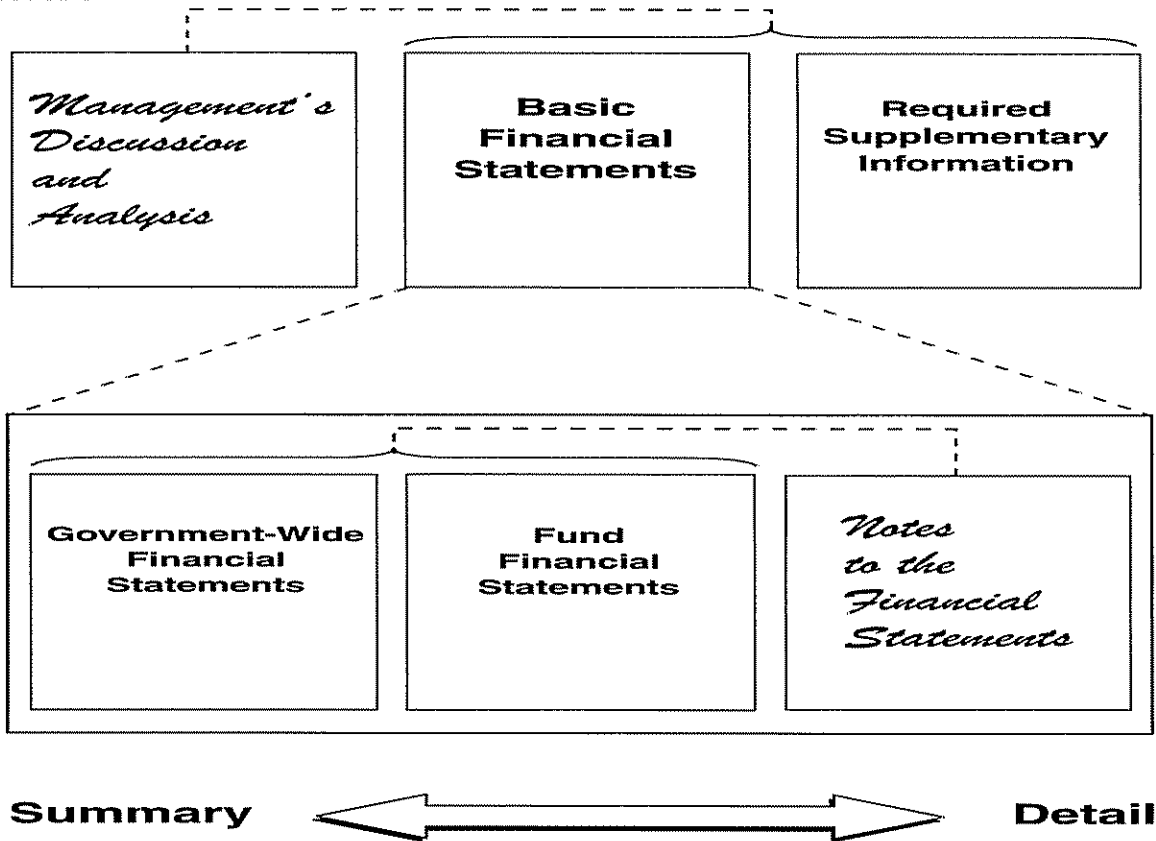 Management's
Discussion
and
Analysis
Basic
Financial
Statements
Required
Supplementary
Information
Government-Wide
Financial
Statements
Fund
Financial
Statements
Notes
to the
Financial
Statements
Summary
Detail